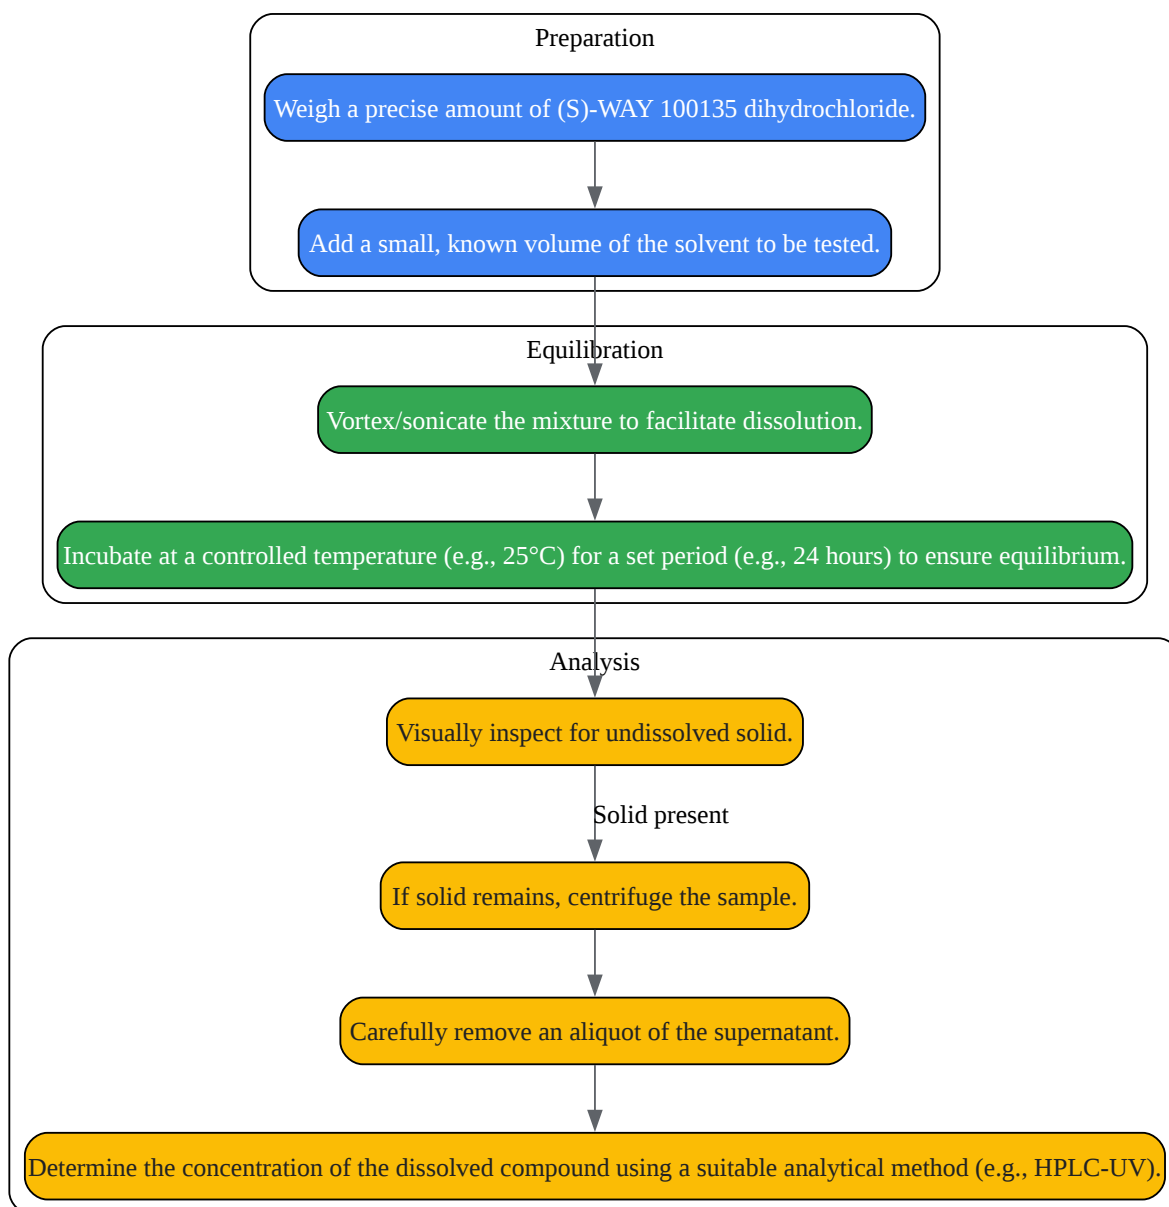 Preparation
Weigh a precise amount of (S)-WAY 100135 dihydrochloride.
Add a small, known volume of the solvent to be tested.
Equilibration
Vortex/sonicate the mixture to facilitate dissolution.
Incubate at a controlled temperature (e.g., 25°C) for a set period (e.g., 24 hours) to ensure equilibrium.
Analysis
Visually inspect for undissolved solid.
Solid present
If solid remains, centrifuge the sample.
Carefully remove an aliquot of the supernatant.
Determine the concentration of the dissolved compound using a suitable analytical method (e.g., HPLC-UV).